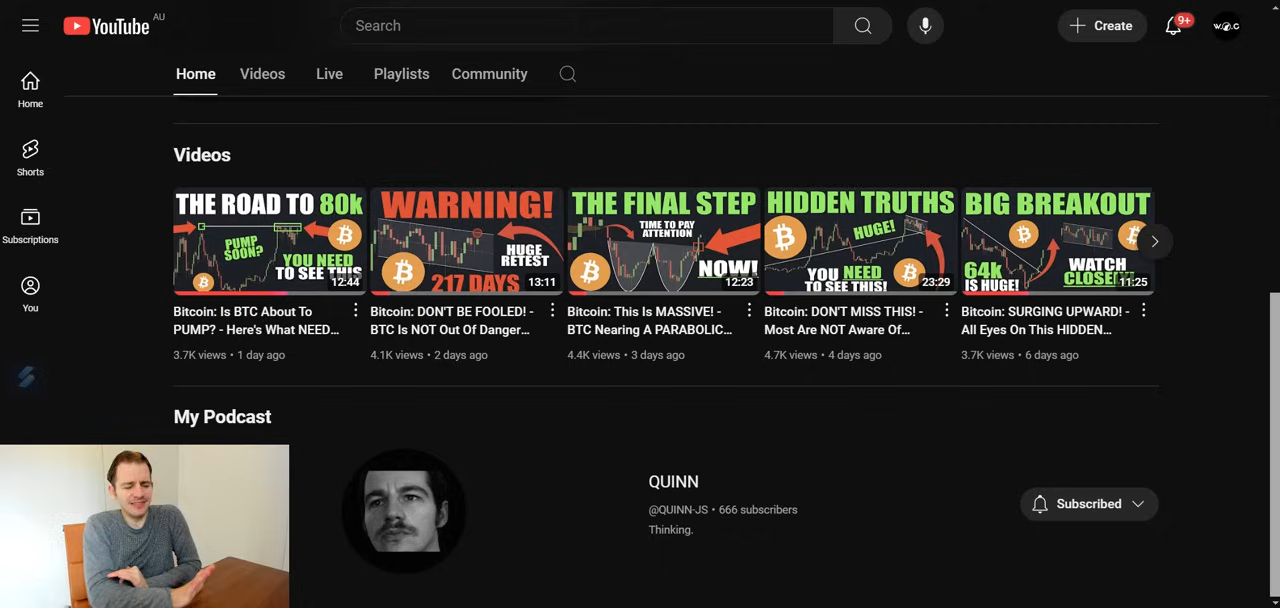 YouTube AU
Search
Create
9+
W.O.C
Home Videos Live Playlists Community
Home
Shorts
Subscriptions
You
Videos
THE ROAD TO 80k
PUMP
SOON?
YOU NEED
TO SEE THIS
12:44
WARNING!
HUGE
RETEST
217 DAYS
13:11
THE FINAL STEP
TIME TO PAY
ATTENTION
NOW!
12:23
HIDDEN TRUTHS
HUGE!
YOU NEED
TO SEE THIS!
23:29
BIG BREAKOUT
64k
IS HUGE!
WATCH
11:25
Bitcoin: Is BTC About To
PUMP? - Here's What NEED...
3.7K views • 1 day ago
Bitcoin: DON'T BE FOOLED! -
BTC Is NOT Out Of Danger...
4.1K views • 2 days ago
Bitcoin: This Is MASSIVE! -
BTC Nearing A PARABOLIC...
4.4K views • 3 days ago
Bitcoin: DON'T MISS THIS! -
Most Are NOT Aware Of...
4.7K views • 4 days ago
Bitcoin: SURGING UPWARD! -
All Eyes On This HIDDEN...
3.7K views • 6 days ago
My Podcast
QUINN
@QUINN-JS • 666 subscribers
Thinking.
Subscribed